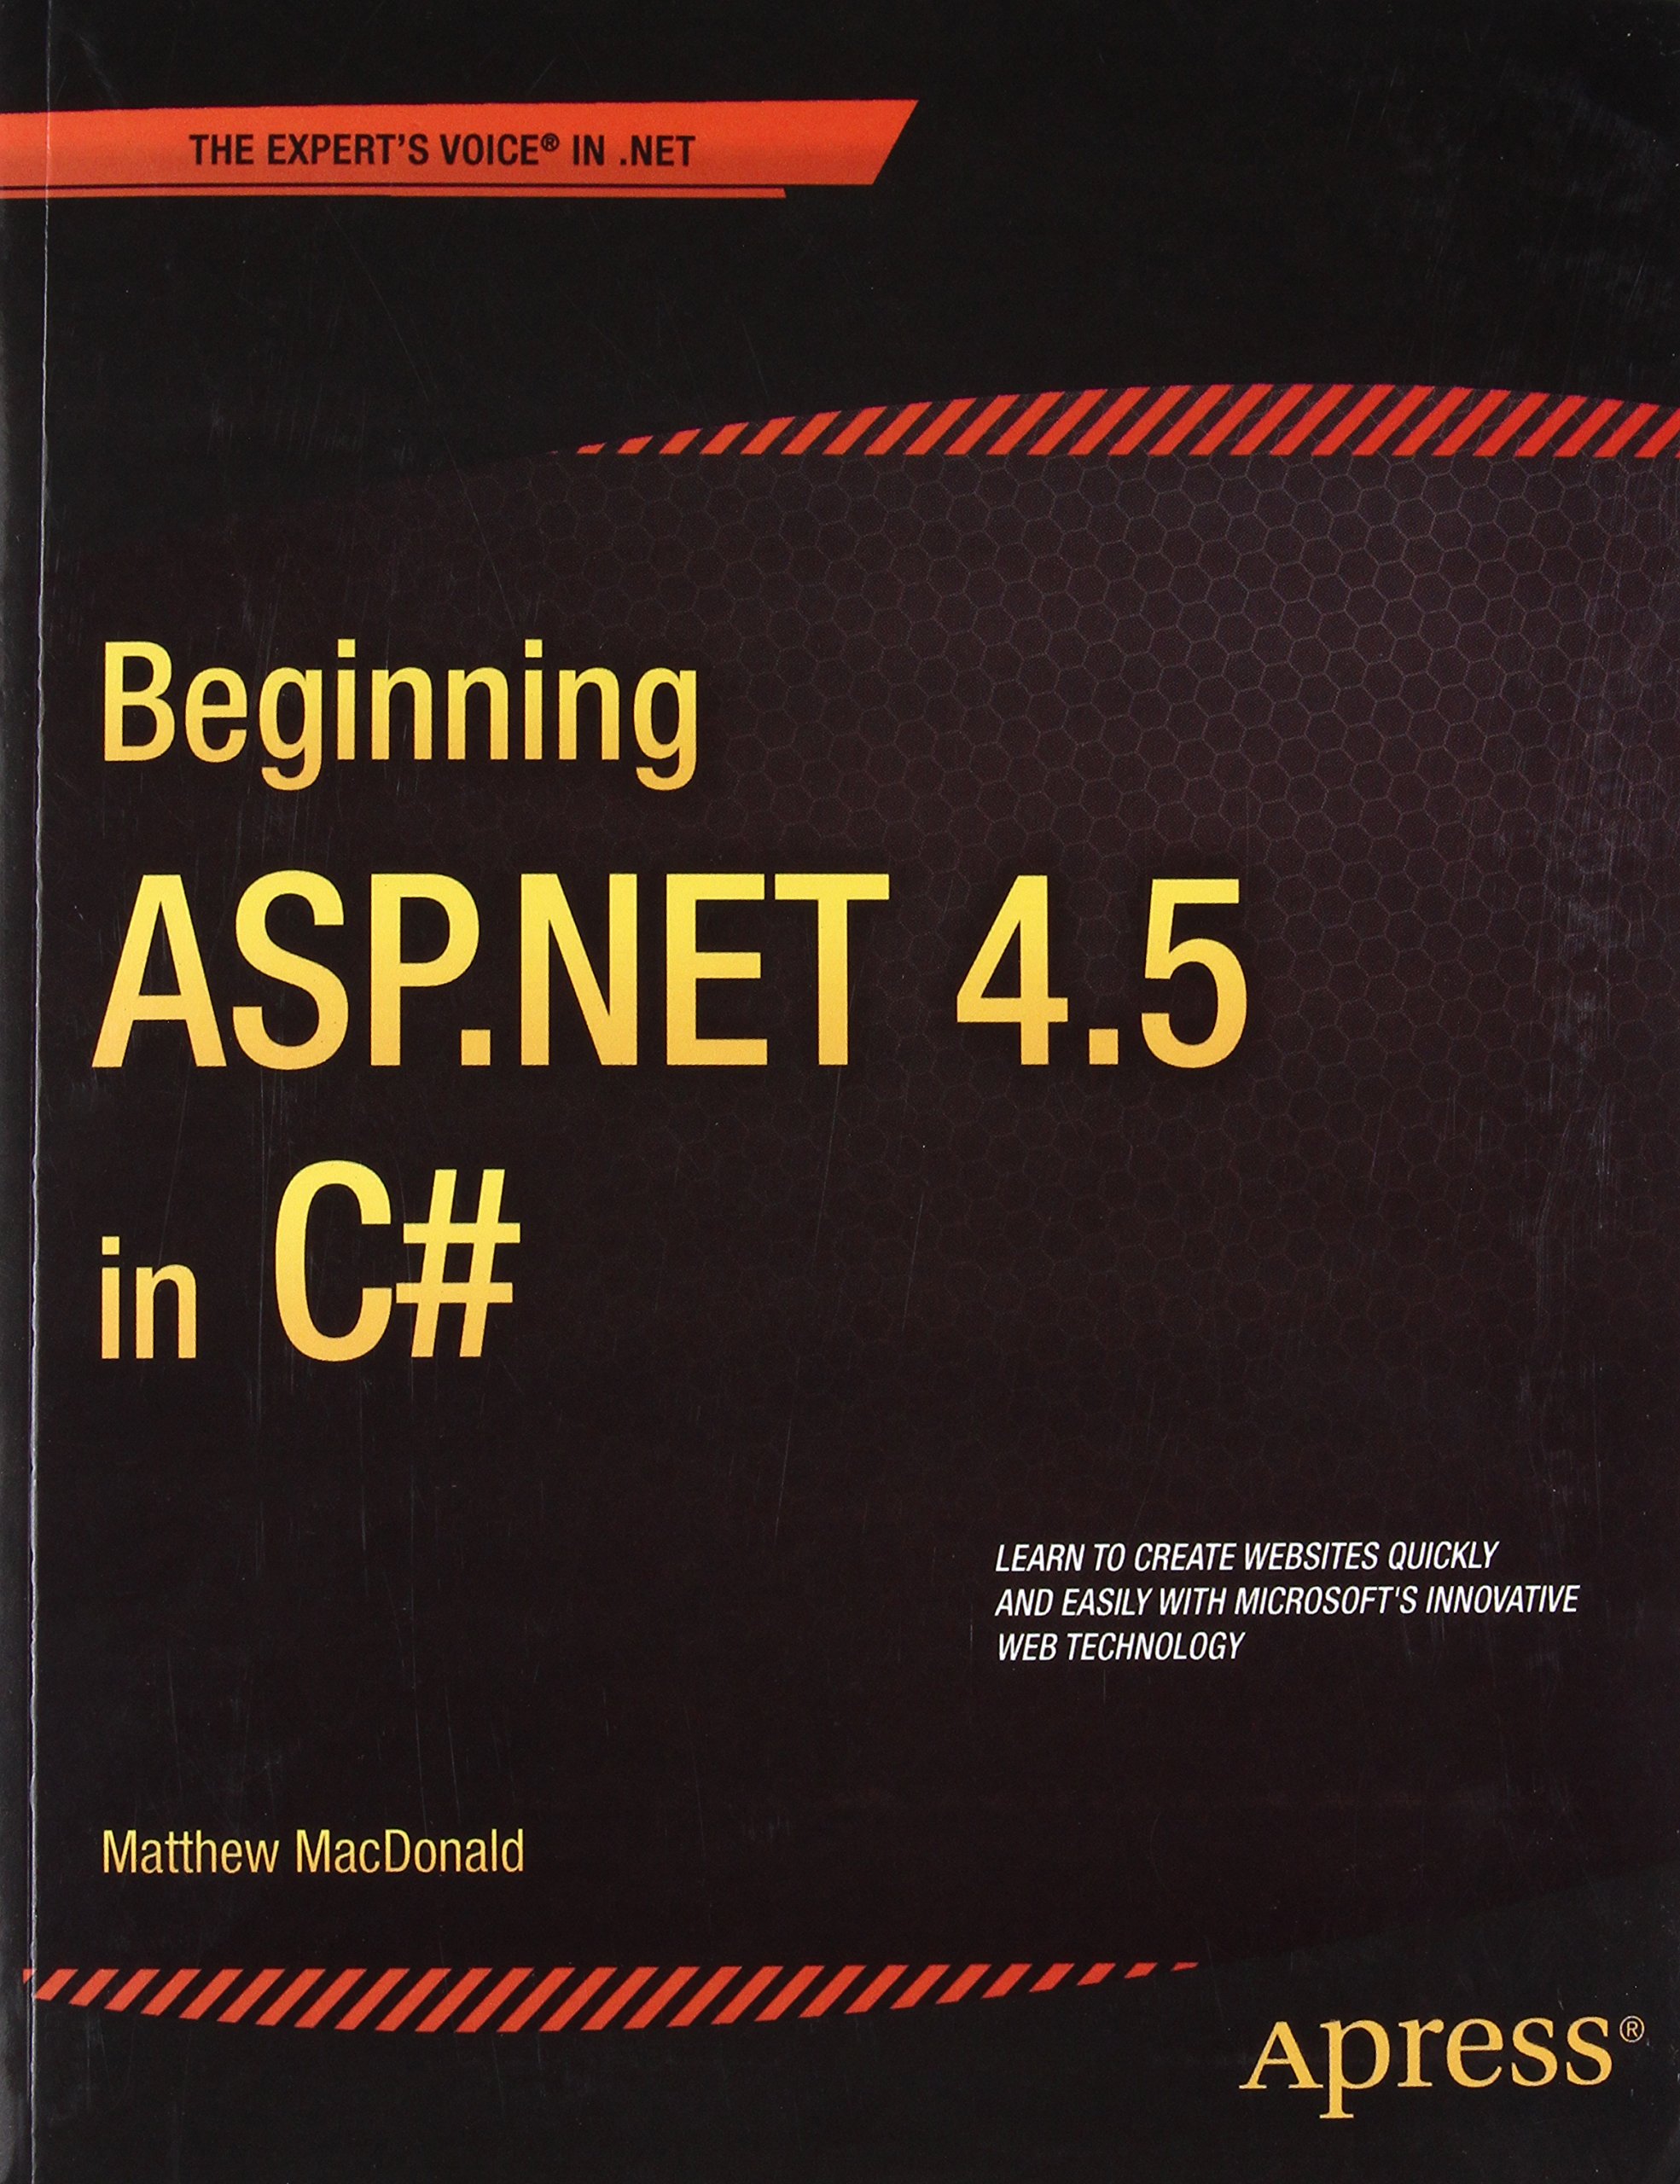 THE EXPERT'S VOICE® IN .NET
Beginning
ASP.NET 4.5
in C#
LEARN TO CREATE WEBSITES QUICKLY
AND EASILY WITH MICROSOFT'S INNOVATIVE
WEB TECHNOLOGY
Matthew MacDonald
Apress®